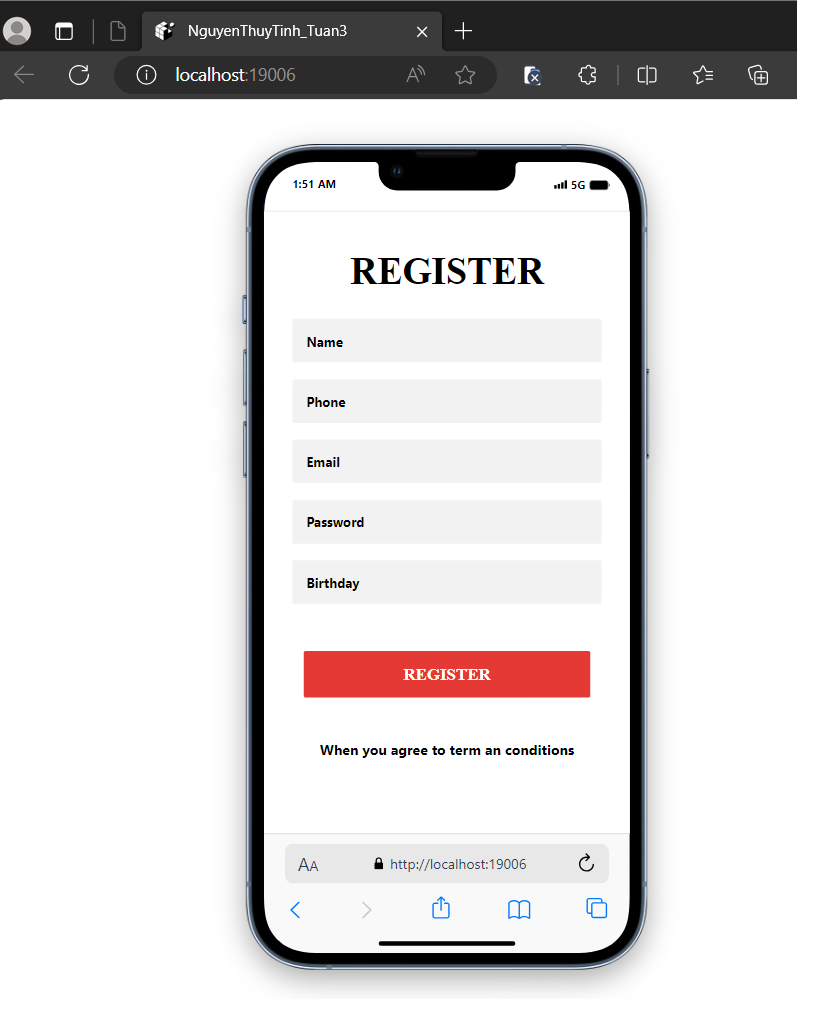 NguyenThuyTinh_Tuan3
localhost:19006
1:51 AM
5G
REGISTER
Name
Phone
Email
Password
Birthday
REGISTER
When you agree to term an conditions
AA http://localhost:19006